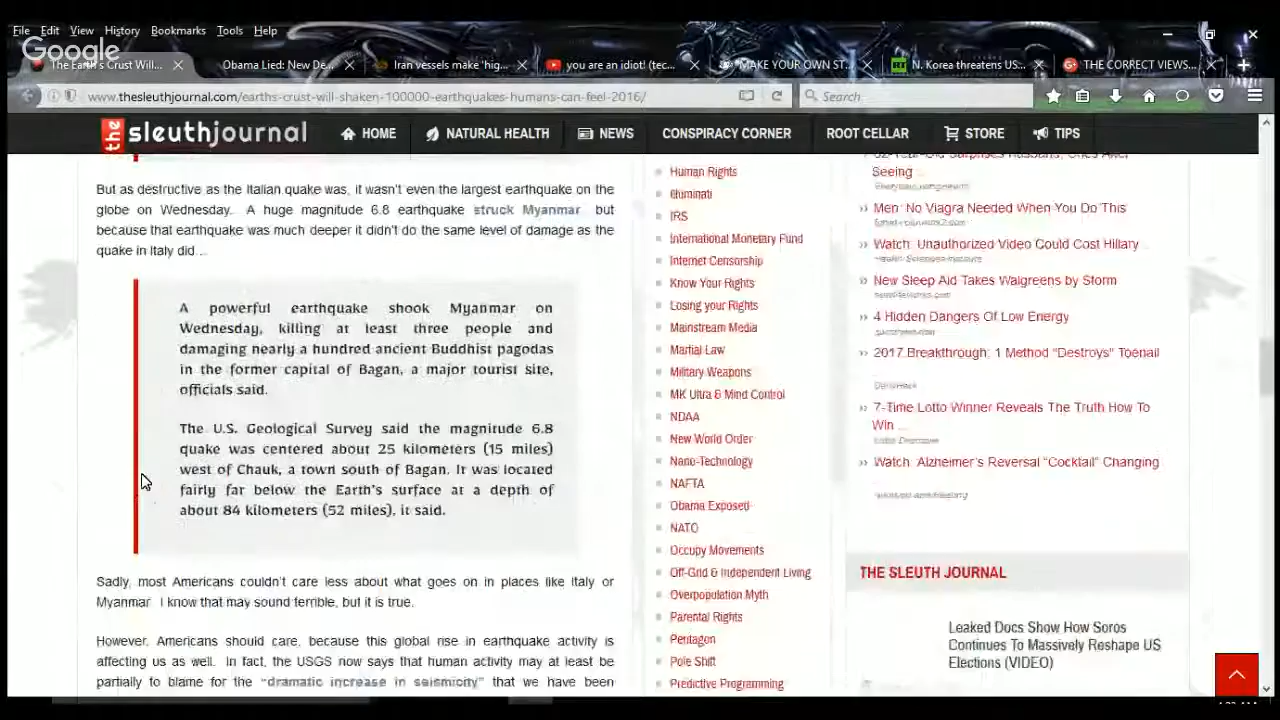 File Edit View History Bookmarks Tools Help
Google
The Earth's Crust Will...
Obama Lied: New De...
Iran vessels make 'hig...
you are an idiot! (tec...
MAKE YOUR OWN ST...
N. Korea threatens US...
THE CORRECT VIEWS...
www.thesleuthjournal.com/earths-crust-will-shaken-100000-earthquakes-humans-can-feel-2016/
Search
the sleuthjournal
HOME
NATURAL HEALTH
NEWS
CONSPIRACY CORNER
ROOT CELLAR
STORE
TIPS
But as destructive as the Italian quake was, it wasn't even the largest earthquake on the
globe on Wednesday. A huge magnitude 6.8 earthquake struck Myanmar but
because that earthquake was much deeper it didn't do the same level of damage as the
quake in Italy did...
A powerful earthquake shook Myanmar on
Wednesday, killing at least three people and
damaging nearly a hundred ancient Buddhist pagodas
in the former capital of Bagan, a major tourist site,
officials said.
The U.S. Geological Survey said the magnitude 6.8
quake was centered about 25 kilometers (15 miles)
west of Chauk, a town south of Bagan. It was located
fairly far below the Earth's surface at a depth of
about 84 kilometers (52 miles), it said.
Sadly, most Americans couldn't care less about what goes on in places like Italy or
Myanmar I know that may sound terrible, but it is true.
However, Americans should care, because this global rise in earthquake activity is
affecting us as well. In fact, the USGS now says that human activity may at least be
partially to blame for the "dramatic increase in seismicity" that we have been
Human Rights
Illuminati
IRS
International Monetary Fund
Internet Censorship
Know Your Rights
Losing your Rights
Mainstream Media
Martial Law
Military Weapons
MK Ultra & Mind Control
NDAA
New World Order
Nano-Technology
NAFTA
Obama Exposed
NATO
Occupy Movements
Off-Grid & Independent Living
Overpopulation Myth
Parental Rights
Pentagon
Pole Shift
Predictive Programming
62-Year-Old Surprises Husband, Cries After
Seeing ...
Men: No Viagra Needed When You Do This
Watch: Unauthorized Video Could Cost Hillary ...
New Sleep Aid Takes Walgreens by Storm
4 Hidden Dangers Of Low Energy
2017 Breakthrough: 1 Method "Destroys" Toenail
...
7-Time Lotto Winner Reveals The Truth How To
Win ...
Watch: Alzheimer's Reversal "Cocktail" Changing
...
THE SLEUTH JOURNAL
Leaked Docs Show How Soros
Continues To Massively Reshape US
Elections (VIDEO)